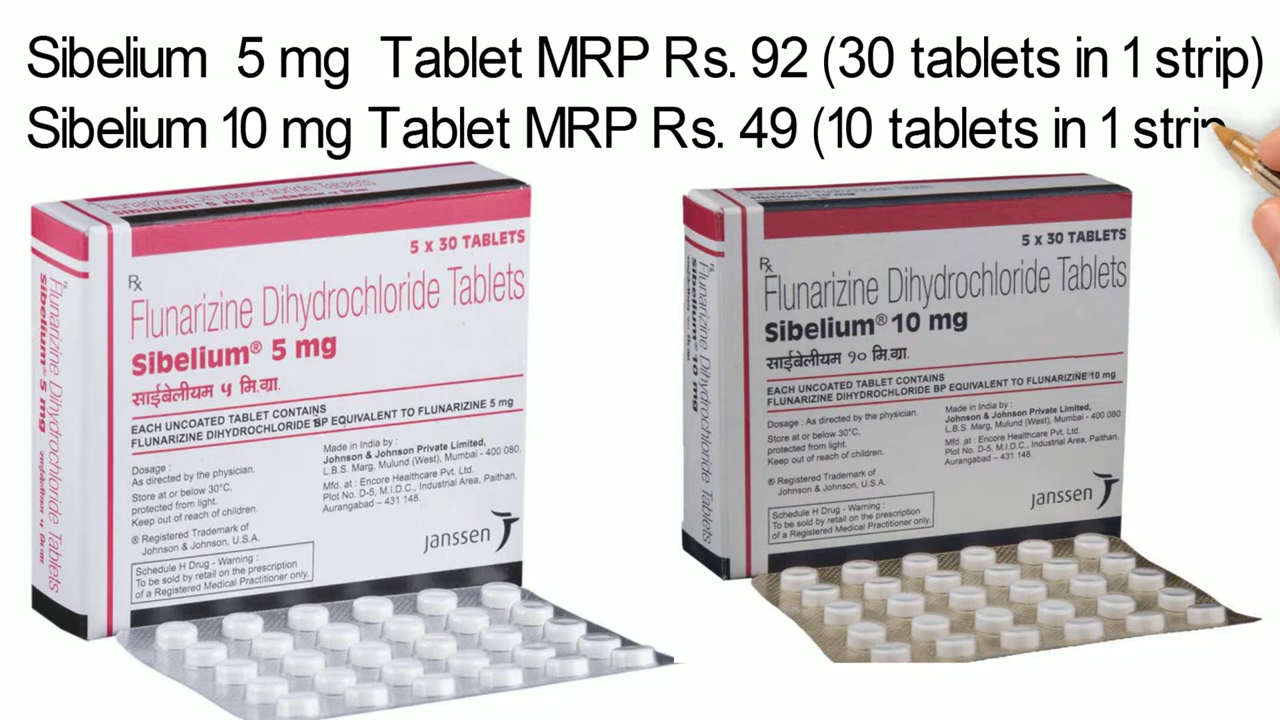 Sibelium 5 mg Tablet MRP Rs. 92 (30 tablets in 1 strip)
Sibelium 10 mg Tablet MRP Rs. 49 (10 tablets in 1 strip
5 x 30 TABLETS
Rx
Flunarizine Dihydrochloride Tablets
Sibelium® 5 mg
साईबेलीयम ५ मि.ग्रा.
EACH UNCOATED TABLET CONTAINS
FLUNARIZINE DIHYDROCHLORIDE BP EQUIVALENT TO FLUNARIZINE 5 mg
Dosage :
As directed by the physician.
Store at or below 30°C,
protected from light.
Keep out of reach of children.
® Registered Trademark of
Johnson & Johnson, U.S.A.
Schedule H Drug - Warning :
To be sold by retail on the prescription
of a Registered Medical Practitioner only.
Made in India by :
Johnson & Johnson Private Limited,
L.B.S. Marg, Mulund (West), Mumbai - 400 080.
Mfd. at : Encore Healthcare Pvt. Ltd.
Plot No. D-5, M.I.D.C., Industrial Area, Paithan,
Aurangabad – 431 148.
janssen
Flunarizine Dihydrochloride Tablets
Sibelium® 5 mg
Flunarizine Dihydrochloride Tablets
Sibelium® 5 mg
5 x 30 TABLETS
Rx
Flunarizine Dihydrochloride Tablets
Sibelium® 10 mg
साईबेलीयम १० मि.ग्रा.
EACH UNCOATED TABLET CONTAINS
FLUNARIZINE DIHYDROCHLORIDE BP EQUIVALENT TO FLUNARIZINE 10 mg
Dosage : As directed by the physician.
Store at or below 30°C,
protected from light.
Keep out of reach of children.
® Registered Trademark of
Johnson & Johnson, U.S.A.
Schedule H Drug - Warning :
To be sold by retail on the prescription
of a Registered Medical Practitioner only.
Made in India by :
Johnson & Johnson Private Limited,
L.B.S. Marg, Mulund (West), Mumbai - 400 080.
Mfd. at : Encore Healthcare Pvt. Ltd.
Plot No. D-5, M.I.D.C., Industrial Area, Paithan,
Aurangabad – 431 148.
janssen
Flunarizine Dihydrochloride Tablets
Sibelium® 10 mg